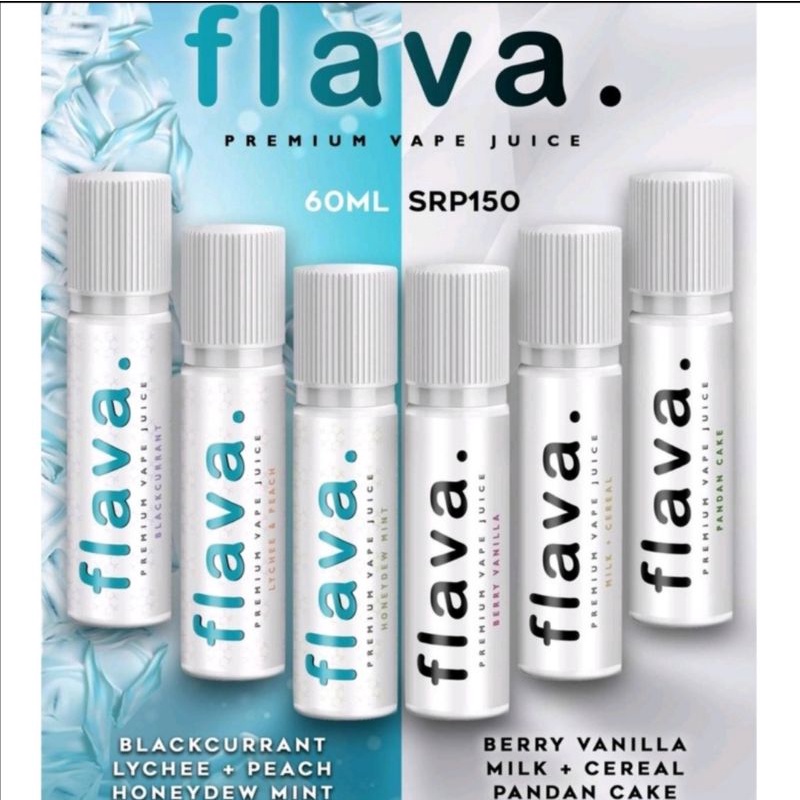 flava.
PREMIUM VAPE JUICE
60ML SRP150
flava.
PREMIUM VAPE JUICE
BLACKCURRANT
flava.
PREMIUM VAPE JUICE
LYCHEE & PEACH
flava.
PREMIUM VAPE JUICE
HONEYDEW MINT
flava.
PREMIUM VAPE JUICE
BERRY VANILLA
flava.
PREMIUM VAPE JUICE
MILK + CEREAL
flava.
PREMIUM VAPE JUICE
PANDAN CAKE
BLACKCURRANT
LYCHEE + PEACH
HONEYDEW MINT
BERRY VANILLA
MILK + CEREAL
PANDAN CAKE